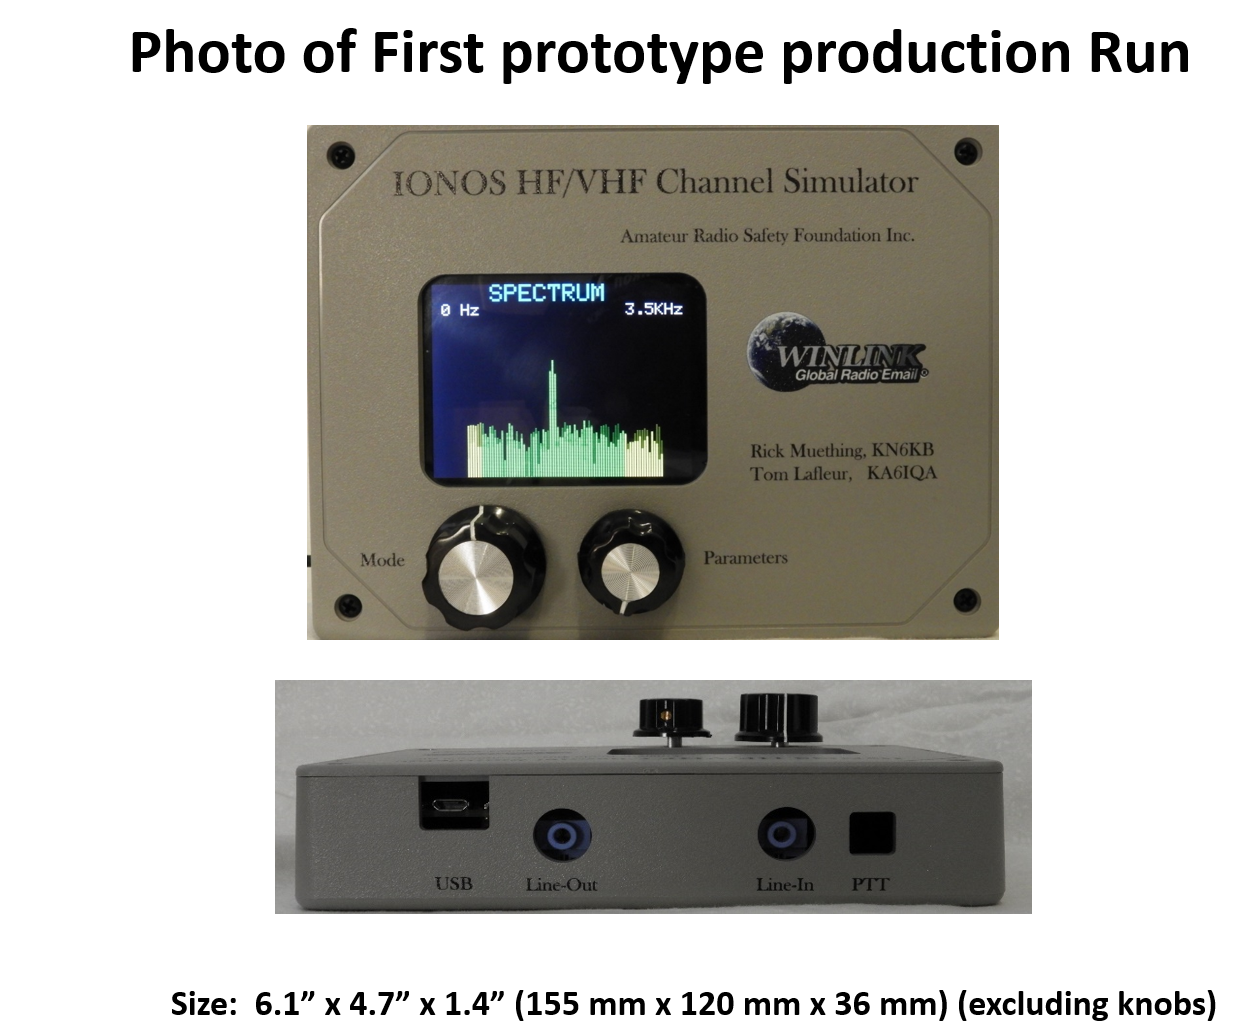 Photo of First prototype production Run
IONOS HF/VHF Channel Simulator
Amateur Radio Safety Foundation Inc.
SPECTRUM
0 Hz 3.5KHz
WINLINK
Global Radio Email®
Rick Muething, KN6KB
Tom Lafleur, KA6IQA
Mode Parameters
USB Line-Out Line-In PTT
Size: 6.1” x 4.7” x 1.4” (155 mm x 120 mm x 36 mm) (excluding knobs)